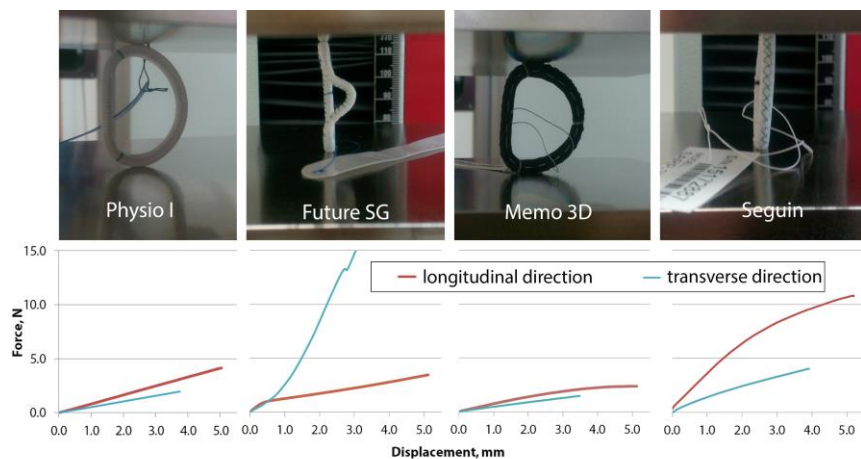 Physio I
Future SG
Memo 3D
Seguin
15.0
10.0
5.0
0.0
Force, N
longitudinal direction
transverse direction
0.0 1.0 2.0 3.0 4.0 5.0
0.0 1.0 2.0 3.0 4.0 5.0
0.0 1.0 2.0 3.0 4.0 5.0
0.0 1.0 2.0 3.0 4.0 5.0
Displacement, mm